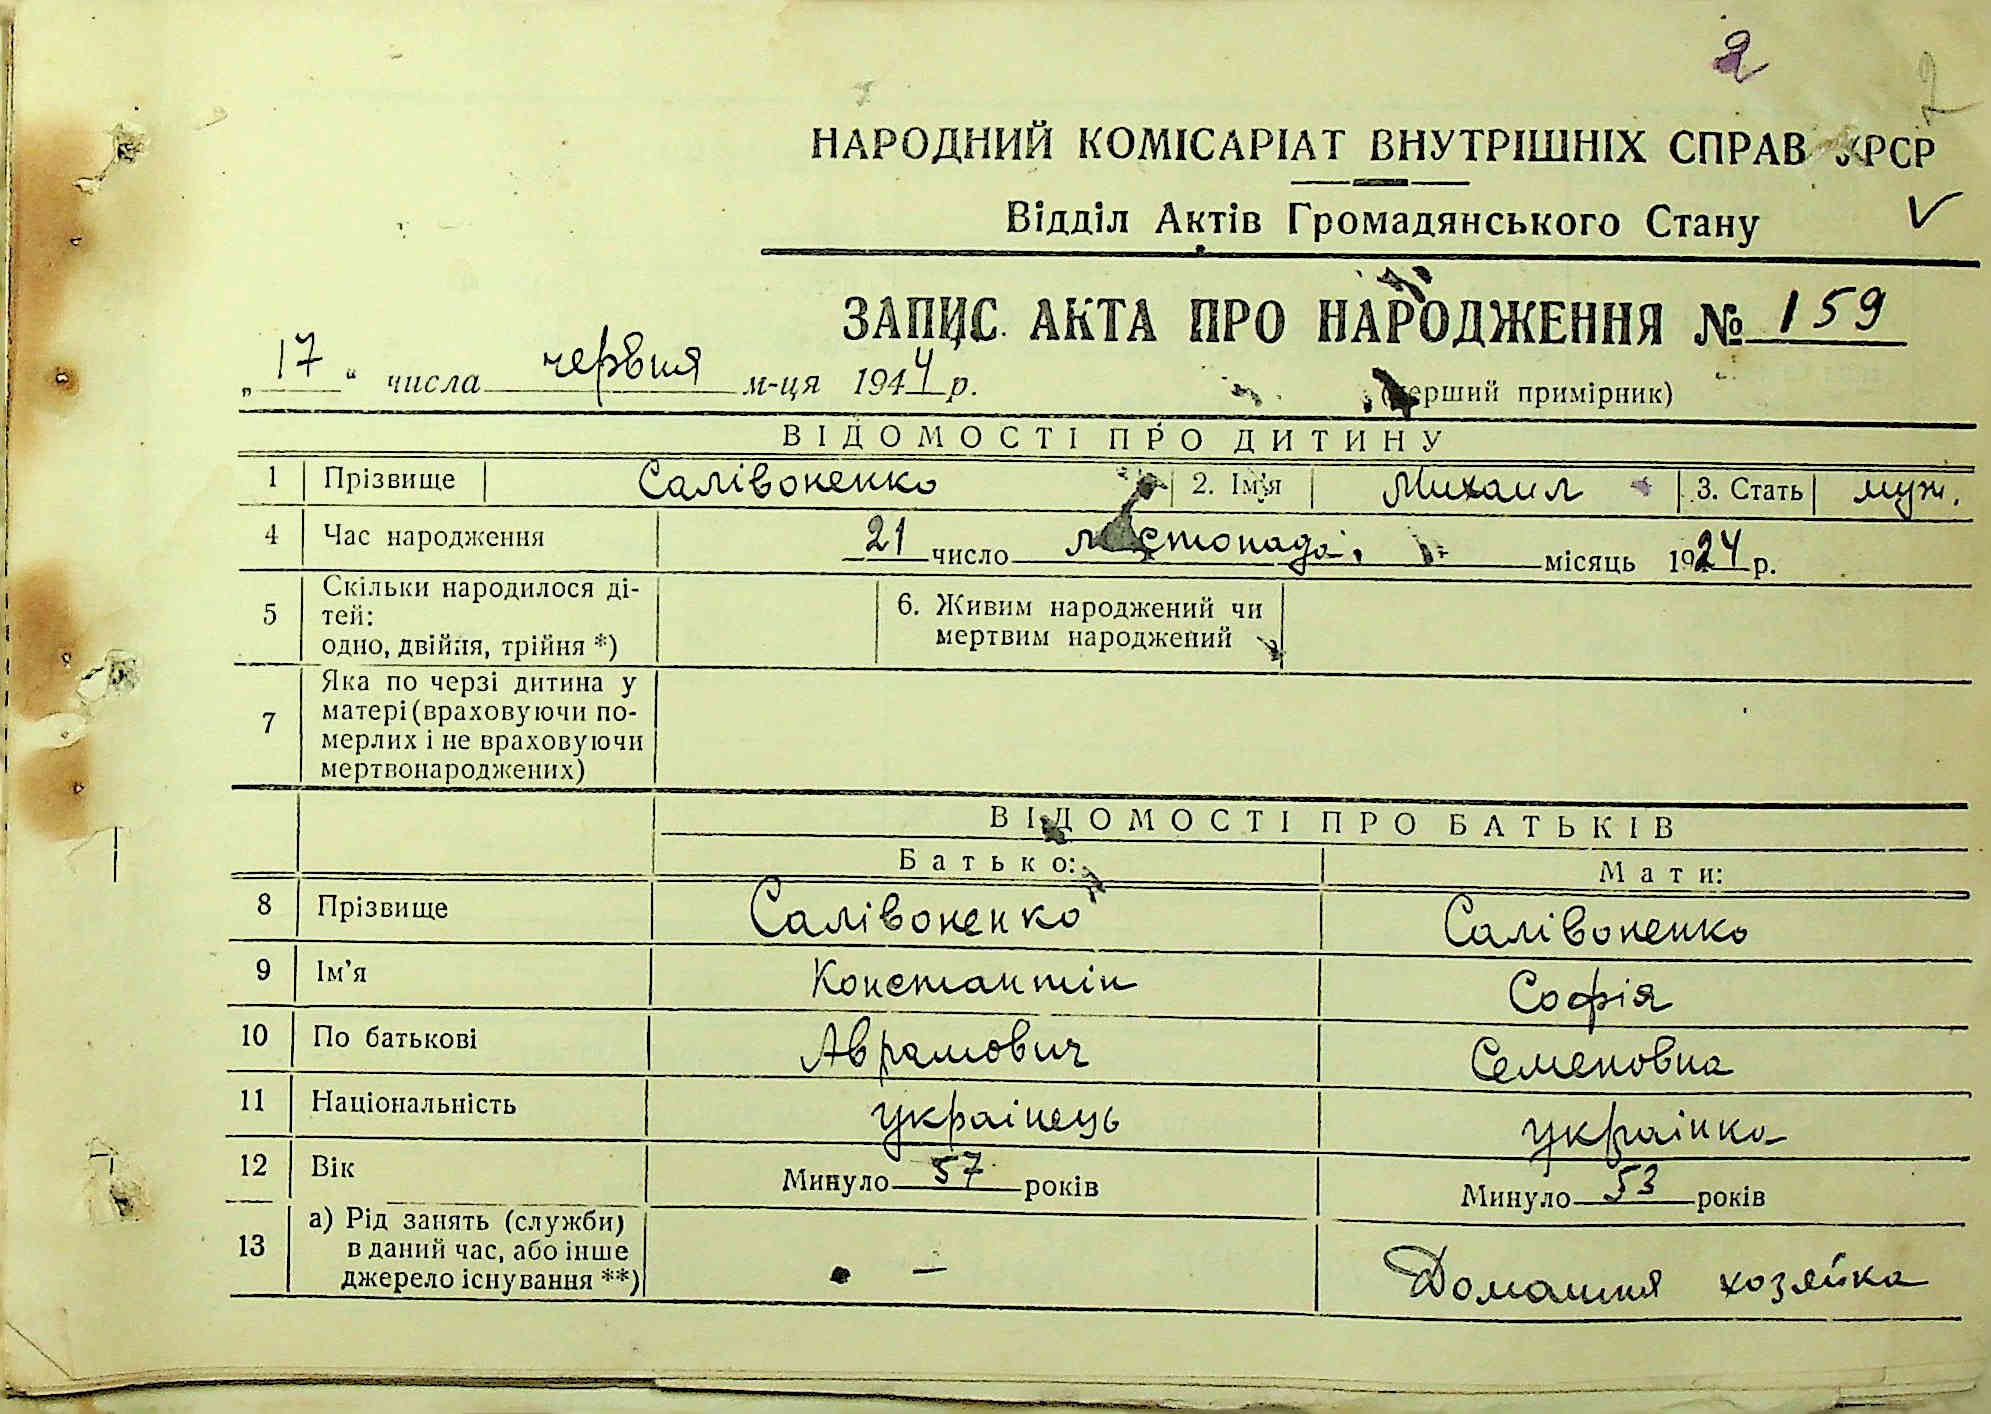 2
2
НАРОДНИЙ КОМІСАРІАТ ВНУТРІШНІХ СПРАВ УРСР
Відділ Актів Громадянського Стану
ЗАПИС АКТА ПРО НАРОДЖЕННЯ № 159
„17“ числа червня м-ця 1944 р. (перший примірник)
ВІДОМОСТІ ПРО ДИТИНУ
1 Прізвище Салівоненко 2. Ім'я Михаил 3. Стать муж.
4 Час народження 21 число листопада місяць 1924 р.
5 Скільки народилося ді-
тей:
одно, двійня, трійня *)
6. Живим народжений чи
мертвим народжений
7 Яка по черзі дитина у
матері (враховуючи по-
мерлих і не враховуючи
мертвонароджених)
ВІДОМОСТІ ПРО БАТЬКІВ
Батько: Мати:
8 Прізвище Салівоненко Салівоненко
9 Ім'я Константін Софія
10 По батькові Аврамович Семеновна
11 Національність українець українка
12 Вік Минуло 57 років Минуло 53 років
13 а) Рід занять (служби)
в даний час, або інше
джерело існування **)
— Домашня хозяйка